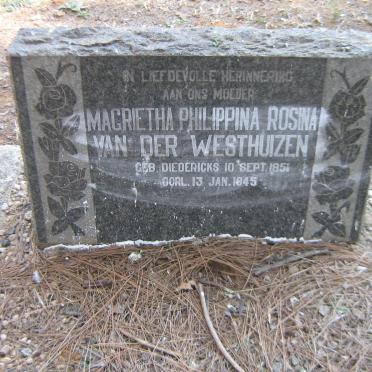 IN LIEFDEVOLLE HERINNERING
AAN ONS MOEDER
MAGRIETHA PHILIPPINA ROSINA
VAN DER WESTHUIZEN
GEB. DIEDERICKS 10 SEPT. 1851
OORL. 13 JAN. 1945